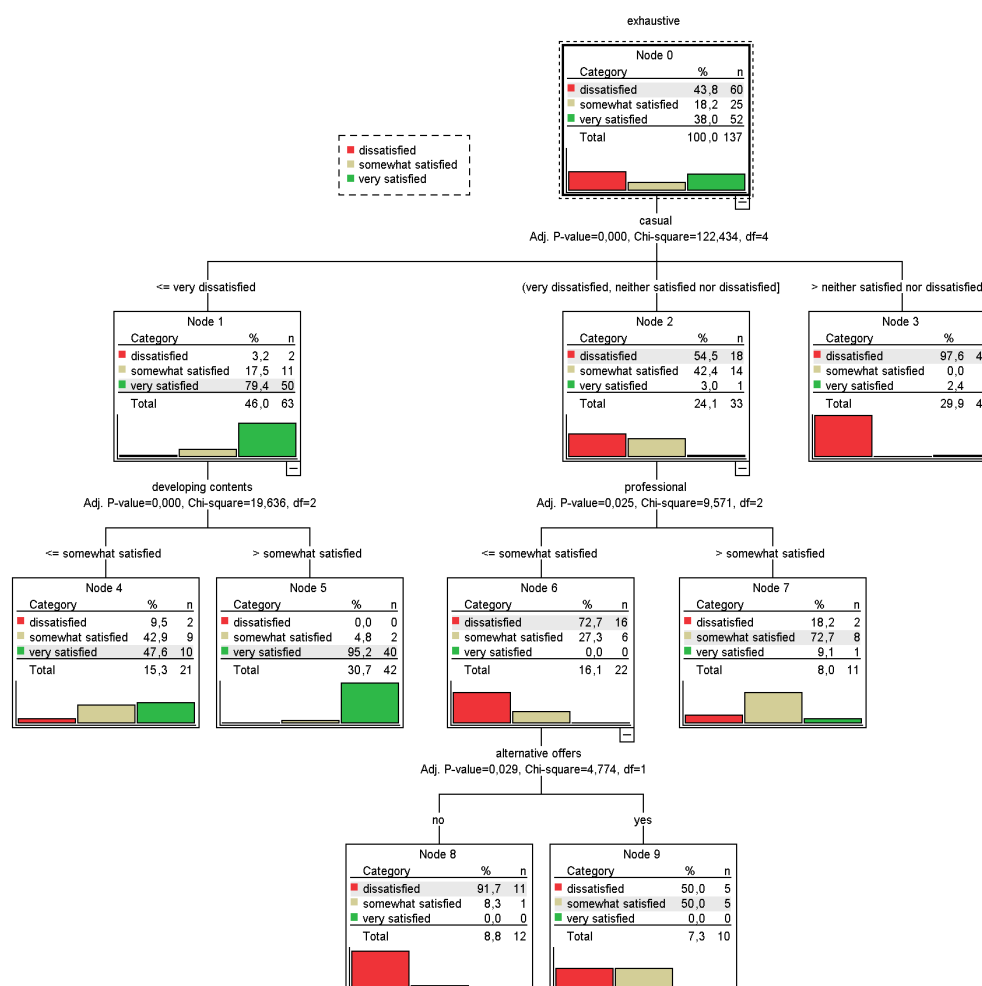 exhaustive
Node 0
Category % n
dissatisfied 43,8 60
somewhat satisfied 18,2 25
very satisfied 38,0 52
Total 100,0 137
dissatisfied
somewhat satisfied
very satisfied
casual
Adj. P-value=0,000, Chi-square=122,434, df=4
<= very dissatisfied
(very dissatisfied, neither satisfied nor dissatisfied]
> neither satisfied nor dissatisfied
Node 1
Category % n
dissatisfied 3,2 2
somewhat satisfied 17,5 11
very satisfied 79,4 50
Total 46,0 63
Node 2
Category % n
dissatisfied 54,5 18
somewhat satisfied 42,4 14
very satisfied 3,0 1
Total 24,1 33
Node 3
Category % n
dissatisfied 97,6 4
somewhat satisfied 0,0
very satisfied 2,4
Total 29,9 4
developing contents
Adj. P-value=0,000, Chi-square=19,636, df=2
professional
Adj. P-value=0,025, Chi-square=9,571, df=2
<= somewhat satisfied
> somewhat satisfied
<= somewhat satisfied
> somewhat satisfied
Node 4
Category % n
dissatisfied 9,5 2
somewhat satisfied 42,9 9
very satisfied 47,6 10
Total 15,3 21
Node 5
Category % n
dissatisfied 0,0 0
somewhat satisfied 4,8 2
very satisfied 95,2 40
Total 30,7 42
Node 6
Category % n
dissatisfied 72,7 16
somewhat satisfied 27,3 6
very satisfied 0,0 0
Total 16,1 22
Node 7
Category % n
dissatisfied 18,2 2
somewhat satisfied 72,7 8
very satisfied 9,1 1
Total 8,0 11
alternative offers
Adj. P-value=0,029, Chi-square=4,774, df=1
no
yes
Node 8
Category % n
dissatisfied 91,7 11
somewhat satisfied 8,3 1
very satisfied 0,0 0
Total 8,8 12
Node 9
Category % n
dissatisfied 50,0 5
somewhat satisfied 50,0 5
very satisfied 0,0 0
Total 7,3 10